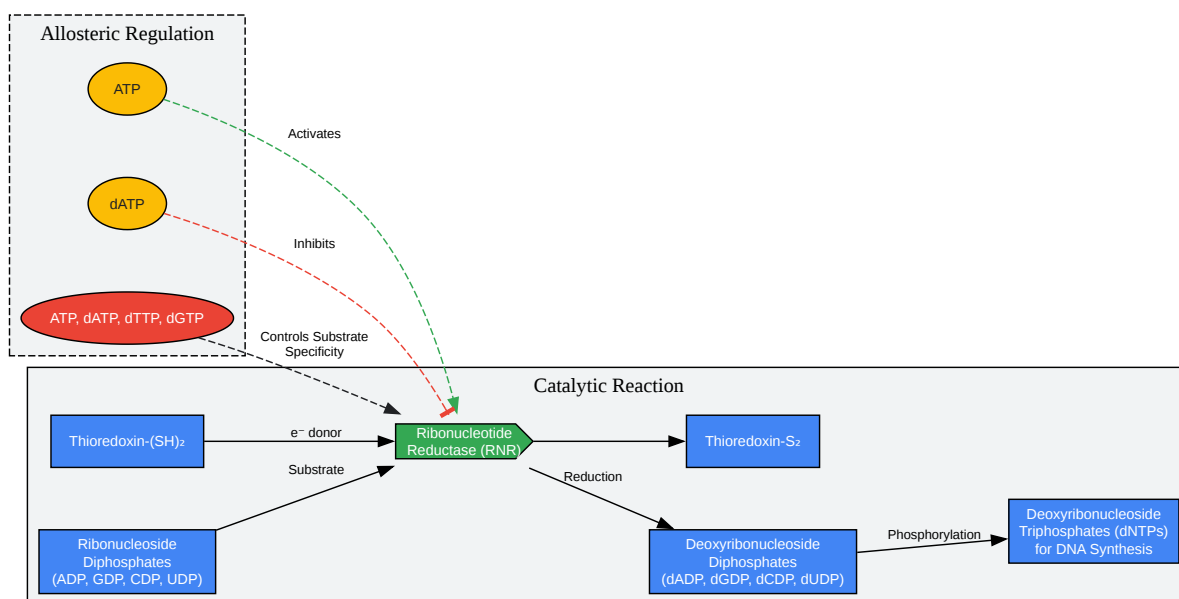 Allosteric Regulation
ATP
Activates
dATP
Inhibits
ATP, dATP, dTTP, dGTP
Controls Substrate
Specificity
Catalytic Reaction
Thioredoxin-(SH)₂
e⁻ donor
Ribonucleotide
Reductase (RNR)
Thioredoxin-S₂
Substrate
Reduction
Ribonucleoside
Diphosphates
(ADP, GDP, CDP, UDP)
Deoxyribonucleoside
Diphosphates
(dADP, dGDP, dCDP, dUDP)
Phosphorylation
Deoxyribonucleoside
Triphosphates (dNTPs)
for DNA Synthesis